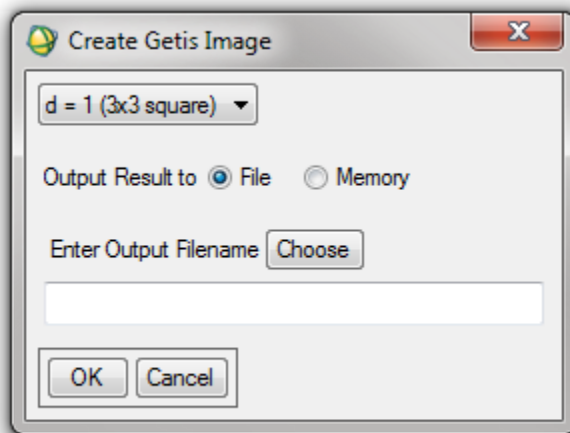 Create Getis Image
d = 1 (3x3 square)
Output Result to File Memory
Enter Output Filename Choose
OK Cancel